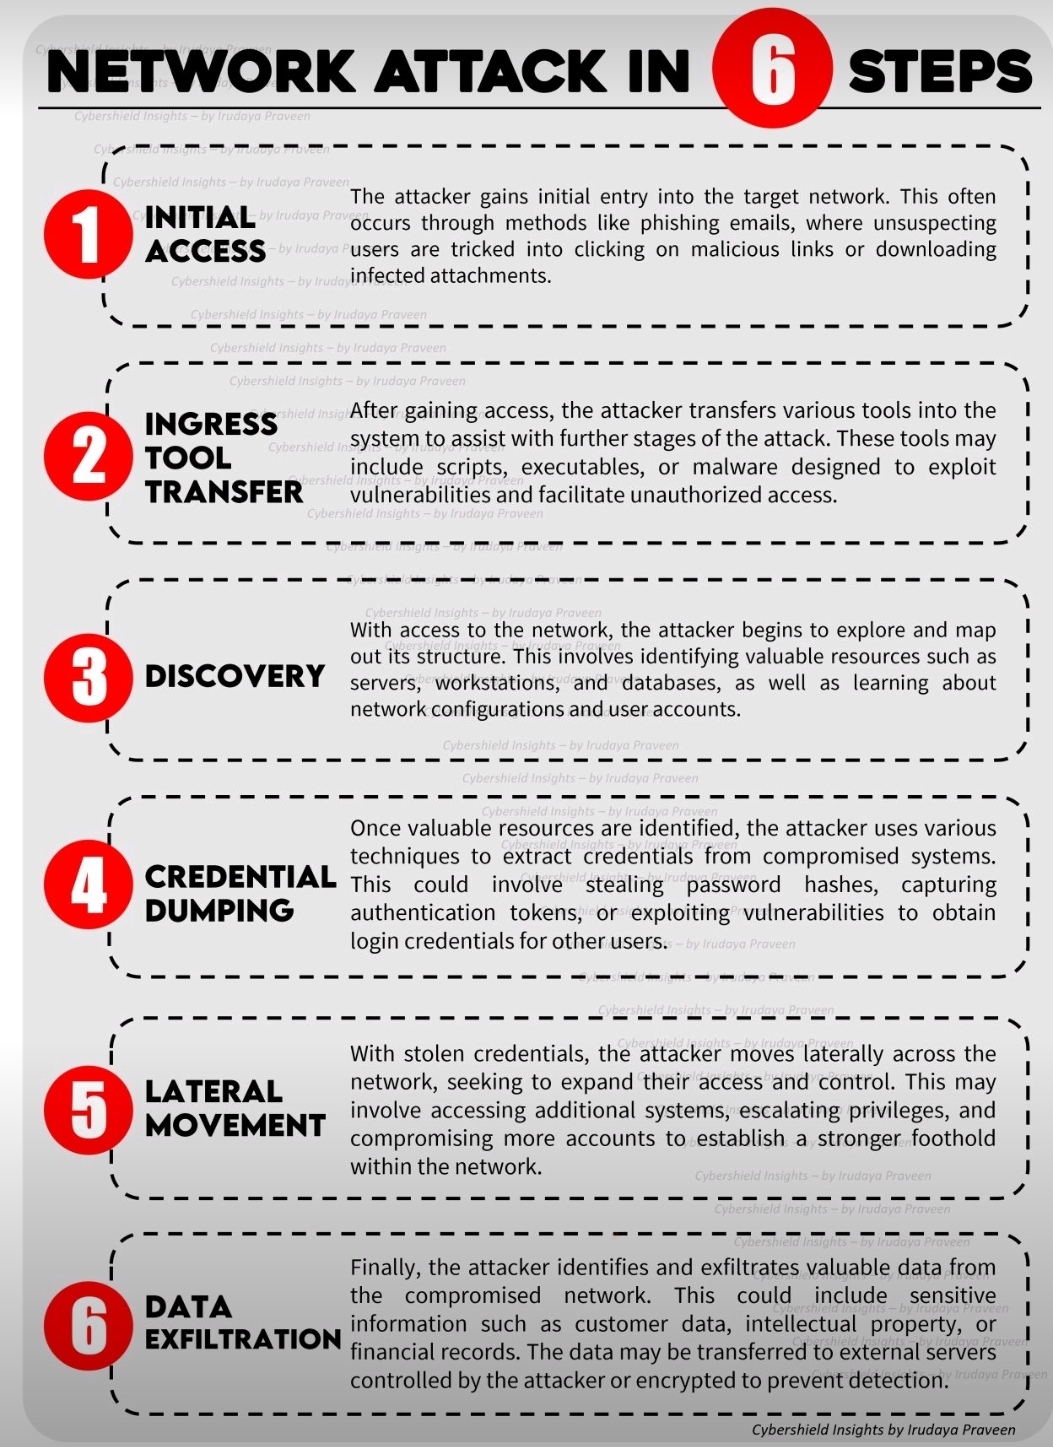 NETWORK ATTACK IN 6 STEPS
Cybershield Insights – by Irudaya Praveen
1
INITIAL
ACCESS
The attacker gains initial entry into the target network. This often
occurs through methods like phishing emails, where unsuspecting
users are tricked into clicking on malicious links or downloading
infected attachments.
2
INGRESS
TOOL
TRANSFER
After gaining access, the attacker transfers various tools into the
system to assist with further stages of the attack. These tools may
include scripts, executables, or malware designed to exploit
vulnerabilities and facilitate unauthorized access.
3
DISCOVERY
With access to the network, the attacker begins to explore and map
out its structure. This involves identifying valuable resources such as
servers, workstations, and databases, as well as learning about
network configurations and user accounts.
4
CREDENTIAL
DUMPING
Once valuable resources are identified, the attacker uses various
techniques to extract credentials from compromised systems.
This could involve stealing password hashes, capturing
authentication tokens, or exploiting vulnerabilities to obtain
login credentials for other users.
5
LATERAL
MOVEMENT
With stolen credentials, the attacker moves laterally across the
network, seeking to expand their access and control. This may
involve accessing additional systems, escalating privileges, and
compromising more accounts to establish a stronger foothold
within the network.
6
DATA
EXFILTRATION
Finally, the attacker identifies and exfiltrates valuable data from
the compromised network. This could include sensitive
information such as customer data, intellectual property, or
financial records. The data may be transferred to external servers
controlled by the attacker or encrypted to prevent detection.
Cybershield Insights by Irudaya Praveen